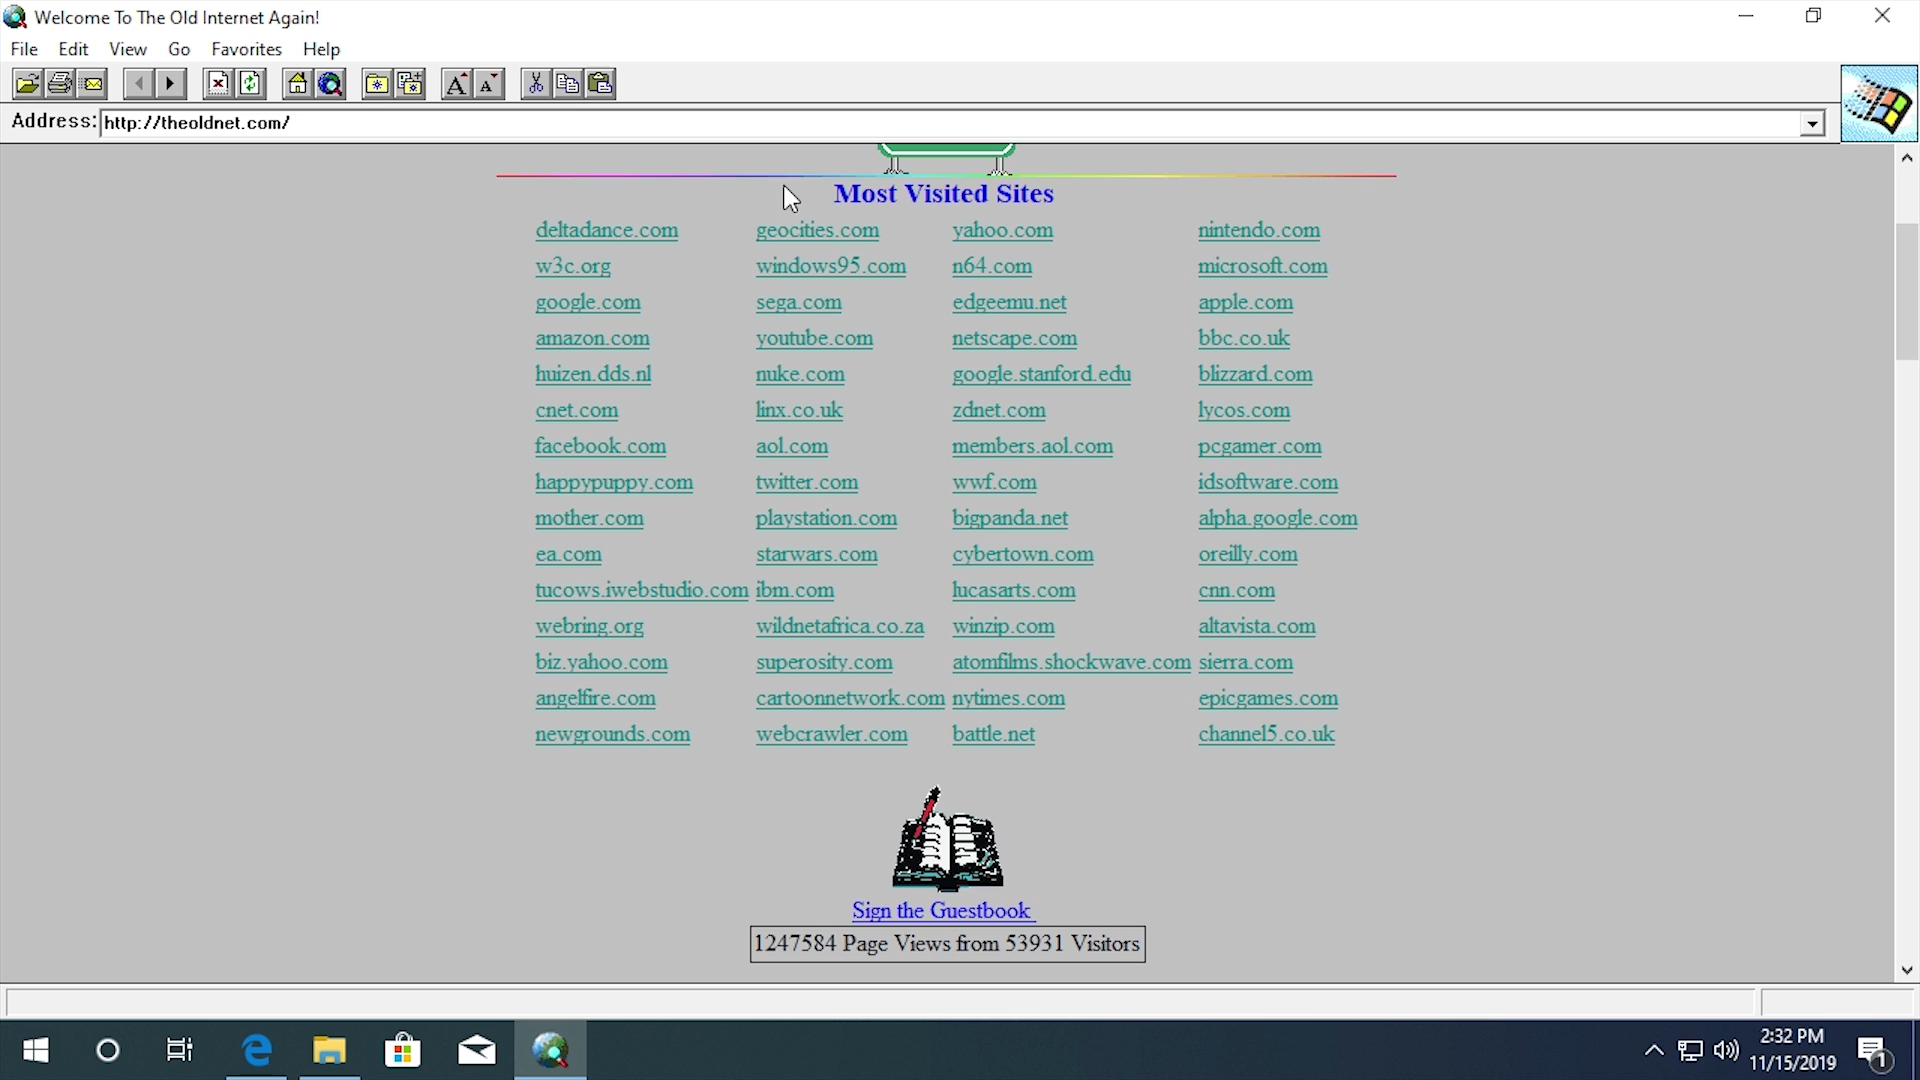 Welcome To The Old Internet Again!
File Edit View Go Favorites Help
Address: http://theoldnet.com/
Most Visited Sites
deltadance.com geocities.com yahoo.com nintendo.com
w3c.org windows95.com n64.com microsoft.com
google.com sega.com edgeemu.net apple.com
amazon.com youtube.com netscape.com bbc.co.uk
huizen.dds.nl nuke.com google.stanford.edu blizzard.com
cnet.com linx.co.uk zdnet.com lycos.com
facebook.com aol.com members.aol.com pcgamer.com
happypuppy.com twitter.com wwf.com idsoftware.com
mother.com playstation.com bigpanda.net alpha.google.com
ea.com starwars.com cybertown.com oreilly.com
tucows.iwebstudio.com ibm.com lucasarts.com cnn.com
webring.org wildnetafrica.co.za winzip.com altavista.com
biz.yahoo.com superosity.com atomfilms.shockwave.com sierra.com
angelfire.com cartoonnetwork.com nytimes.com epicgames.com
newgrounds.com webcrawler.com battle.net channel5.co.uk
Sign the Guestbook
1247584 Page Views from 53931 Visitors
2:32 PM
11/15/2019
1